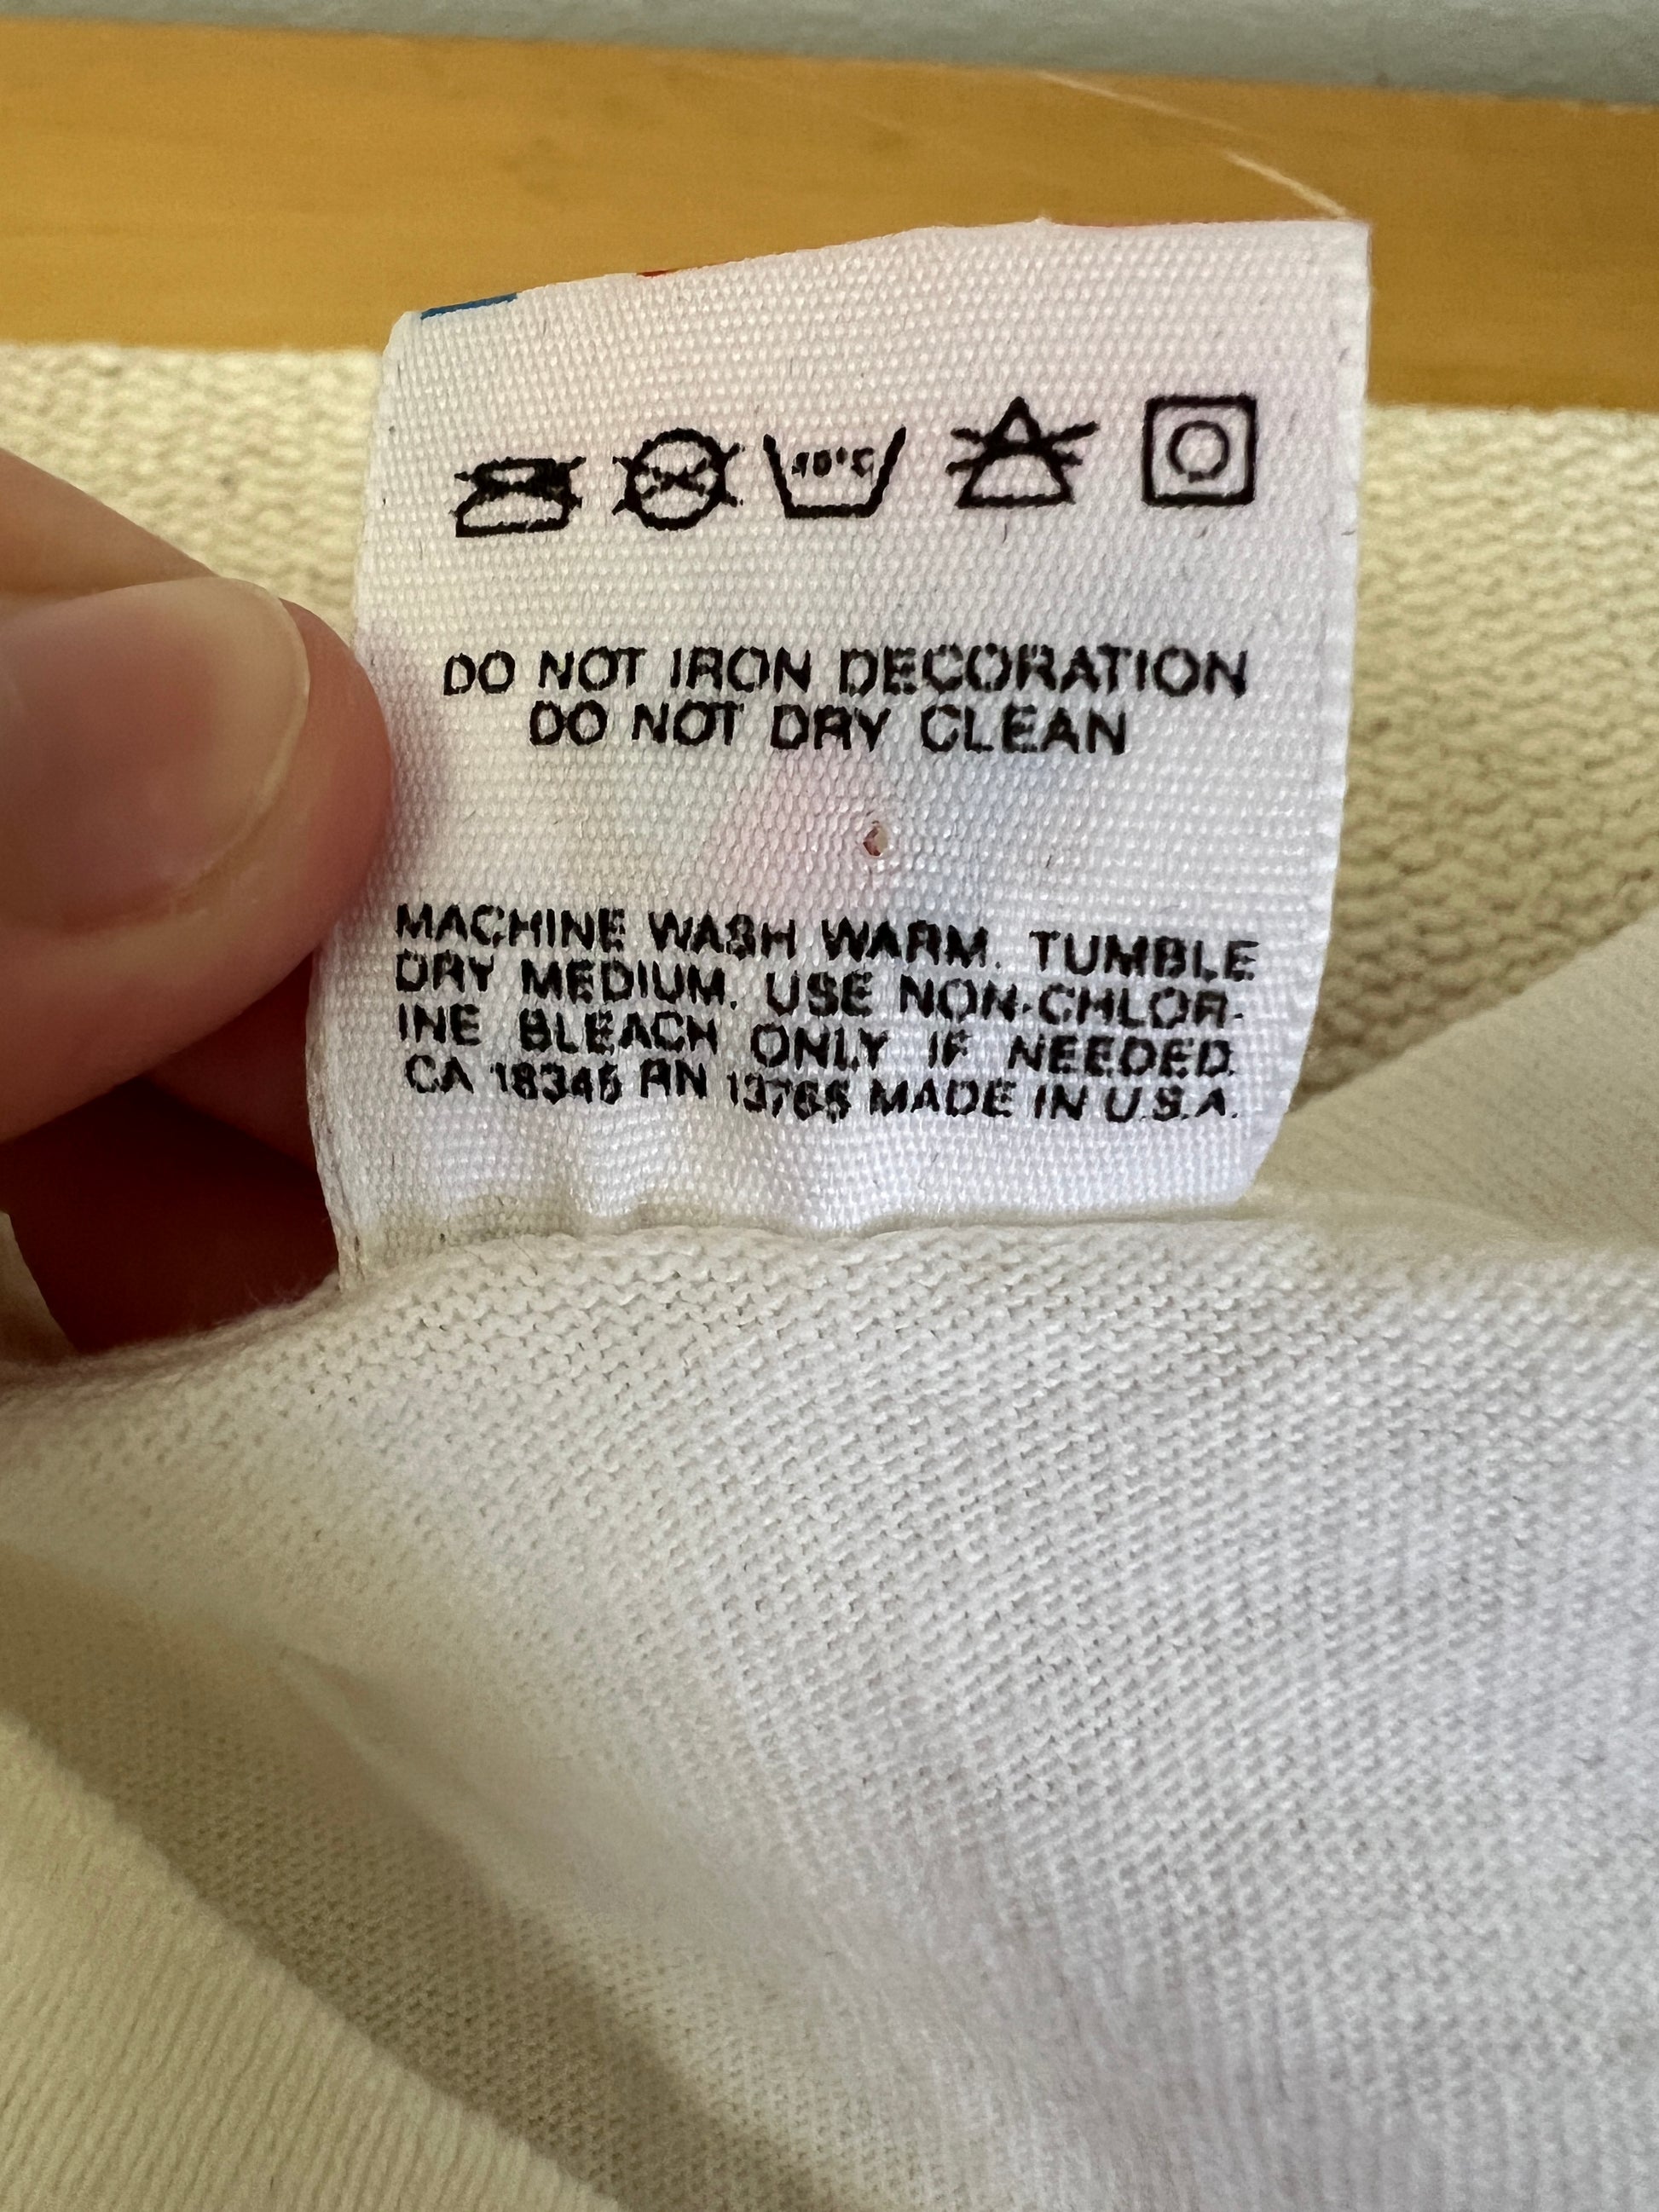 40°C
DO NOT IRON DECORATION
DO NOT DRY CLEAN
MACHINE WASH WARM. TUMBLE
DRY MEDIUM. USE NON-CHLOR-
INE BLEACH ONLY IF NEEDED.
CA 18345 RN 13765 MADE IN U.S.A.